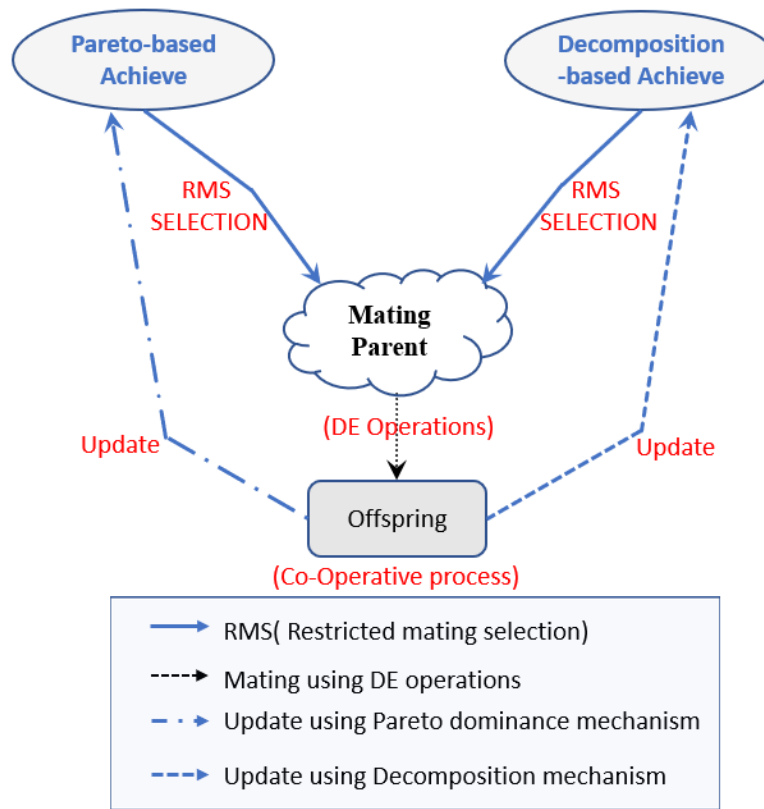 Pareto-based
Achieve
Decomposition
-based Achieve
RMS
SELECTION
RMS
SELECTION
Mating
Parent
(DE Operations)
Update
Update
Offspring
(Co-Operative process)
RMS( Restricted mating selection)
Mating using DE operations
Update using Pareto dominance mechanism
Update using Decomposition mechanism